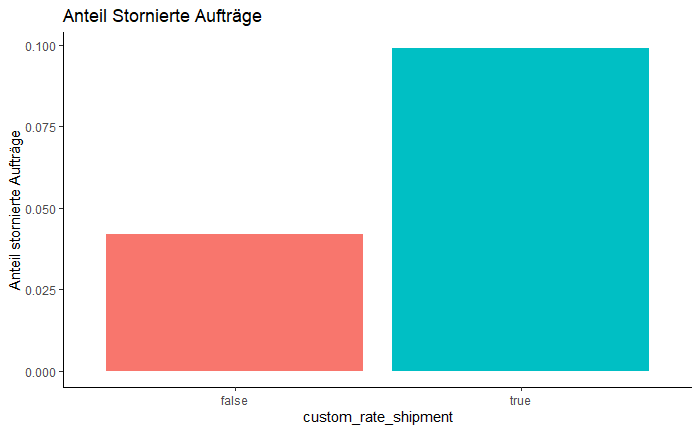 Anteil Stornierte Aufträge
Anteil stornierte Aufträge
0.100
0.075
0.050
0.025
0.000
false
true
custom_rate_shipment